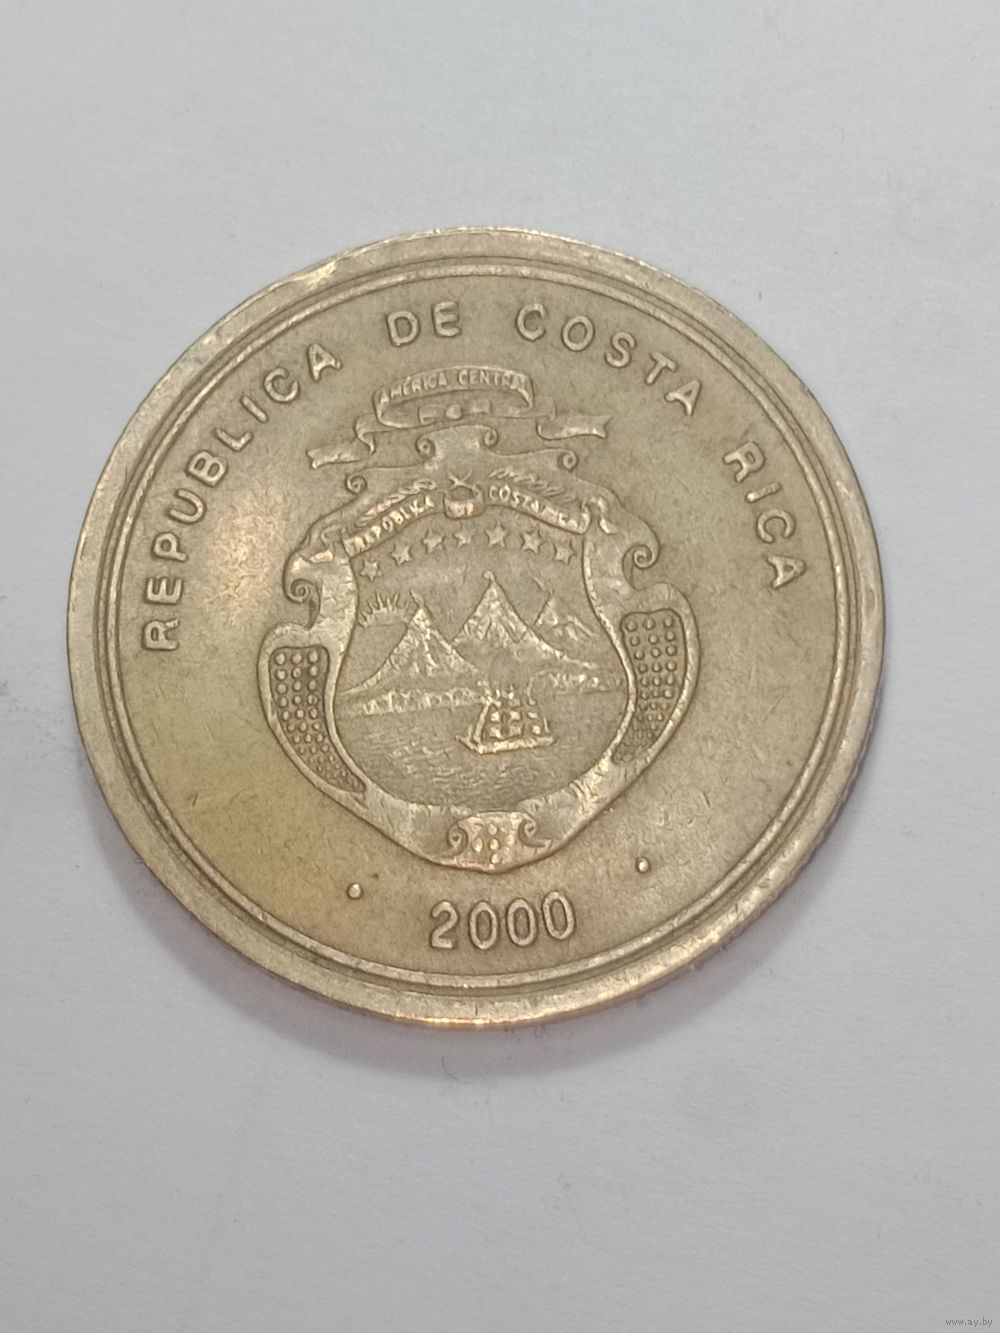 REPUBLICA DE COSTA RICA
AMERICA CENTRAL
REPUBLICA COSTA RICA
2000
www.ay.by